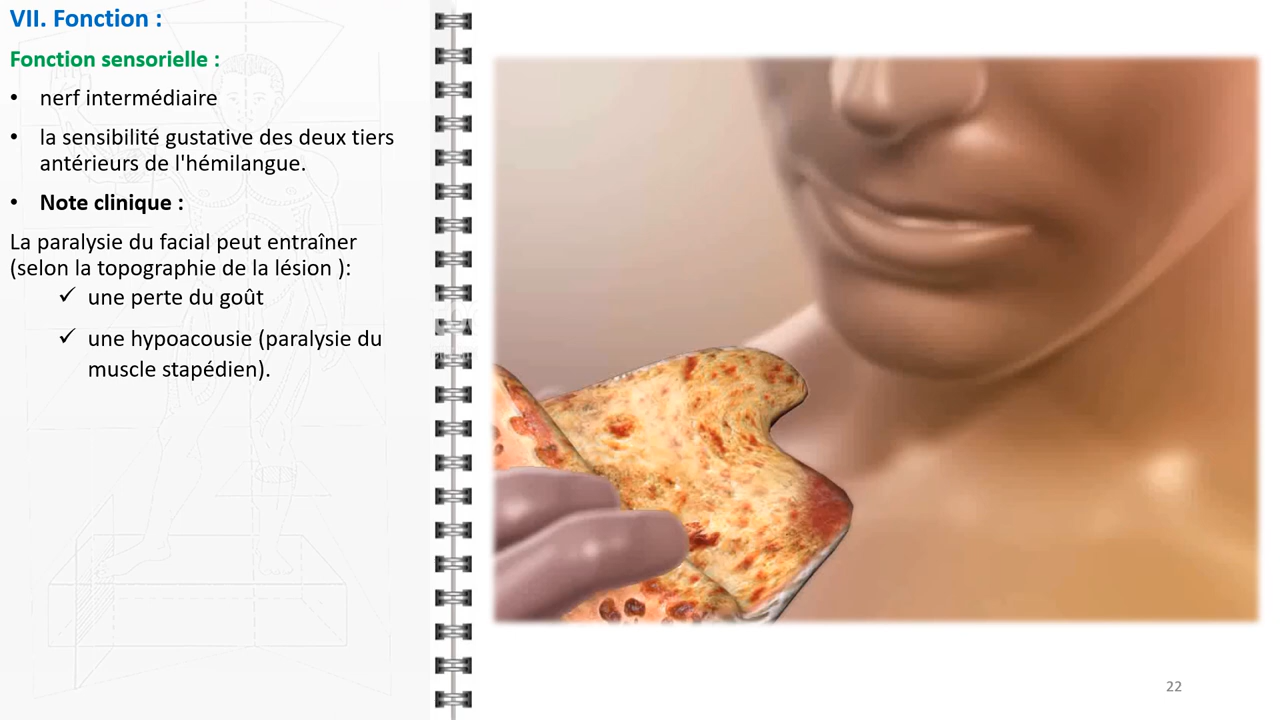 VII. Fonction :
Fonction sensorielle :
• nerf intermédiaire
• la sensibilité gustative des deux tiers
antérieurs de l'hémilangue.
• Note clinique :
La paralysie du facial peut entraîner
(selon la topographie de la lésion ):
✓ une perte du goût
✓ une hypoacousie (paralysie du
muscle stapédien).
22